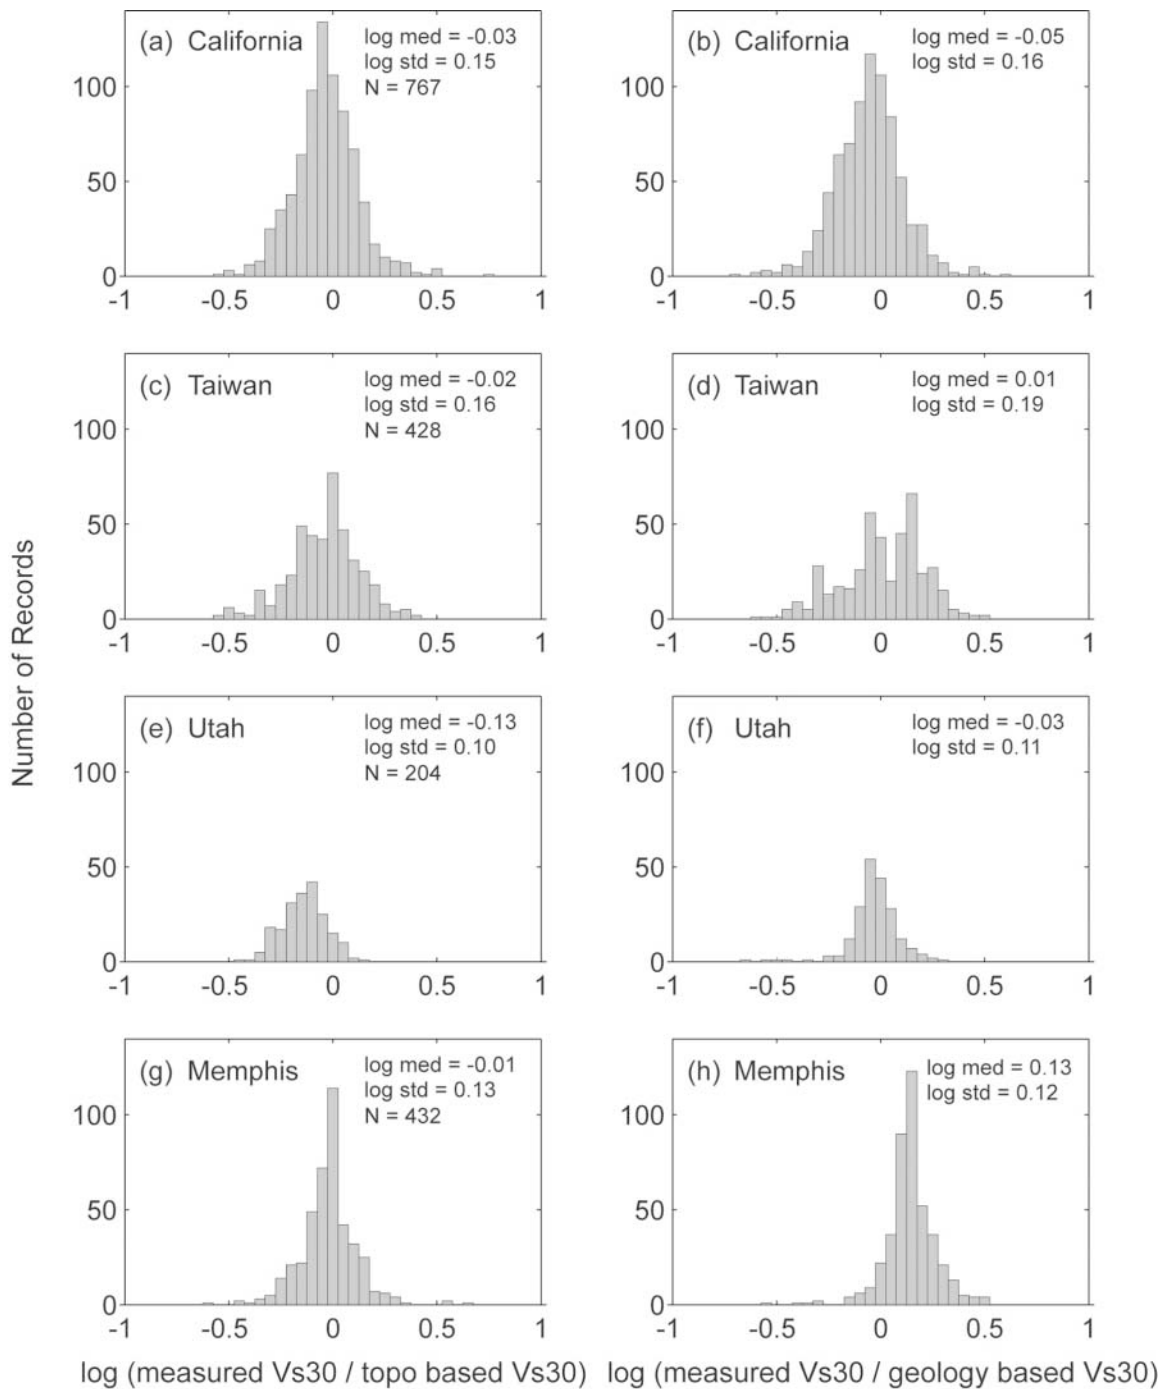 (a) California
log med = -0.03
log std = 0.15
N = 767
100
50
0
-1 -0.5 0 0.5 1
(b) California
log med = -0.05
log std = 0.16
100
50
0
-1 -0.5 0 0.5 1
(c) Taiwan
log med = -0.02
log std = 0.16
N = 428
100
50
0
-1 -0.5 0 0.5 1
(d) Taiwan
log med = 0.01
log std = 0.19
100
50
0
-1 -0.5 0 0.5 1
Number of Records
(e) Utah
log med = -0.13
log std = 0.10
N = 204
100
50
0
-1 -0.5 0 0.5 1
(f) Utah
log med = -0.03
log std = 0.11
100
50
0
-1 -0.5 0 0.5 1
(g) Memphis
log med = -0.01
log std = 0.13
N = 432
100
50
0
-1 -0.5 0 0.5 1
log (measured Vs30 / topo based Vs30)
(h) Memphis
log med = 0.13
log std = 0.12
100
50
0
-1 -0.5 0 0.5 1
log (measured Vs30 / geology based Vs30)